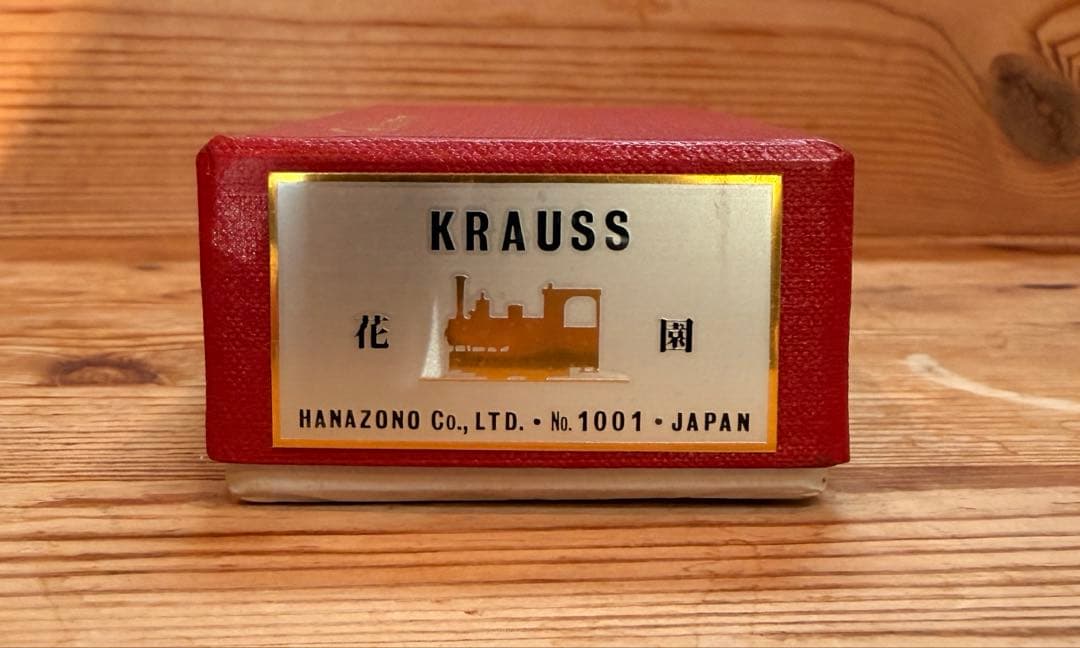 KRAUSS
花 園
HANAZONO Co., LTD. • No. 1001 • JAPAN